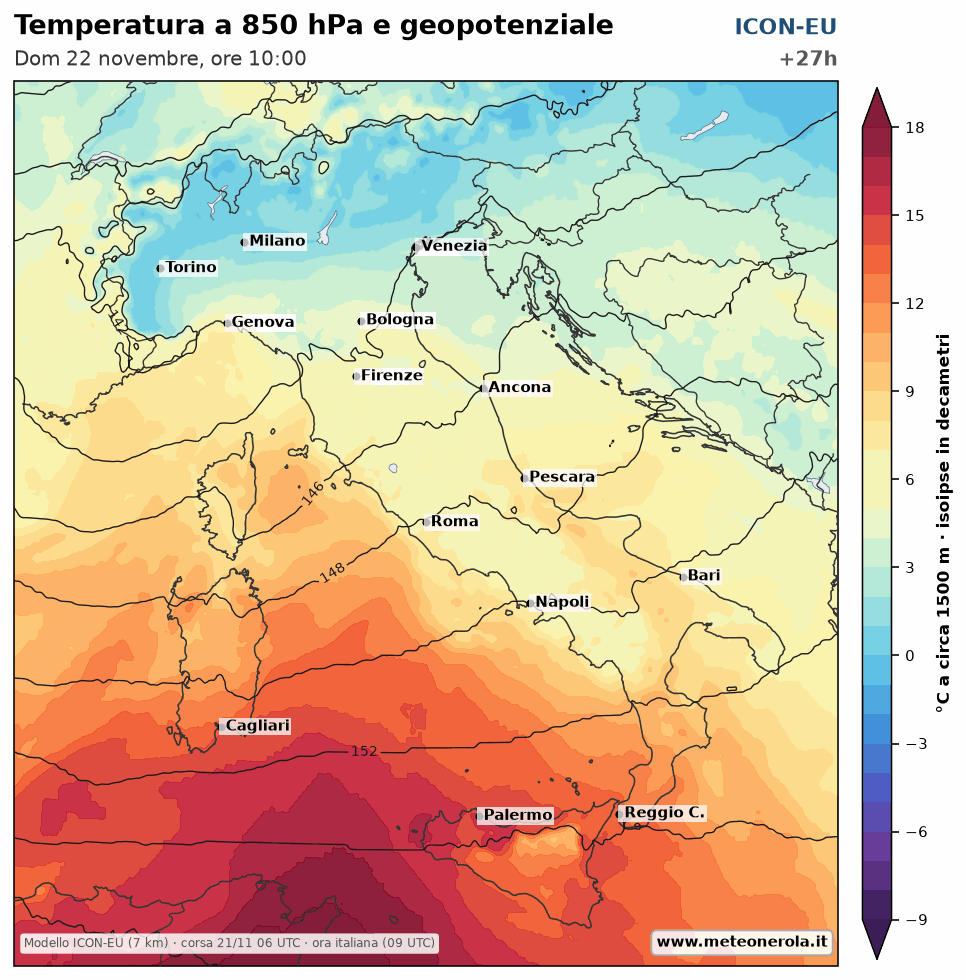 Temperatura a 850 hPa e geopotenziale
ICON-EU
Dom 22 novembre, ore 10:00
+27h
Milano
Venezia
Torino
Genova
Bologna
Firenze
Ancona
Pescara
146
Roma
148
Bari
Napoli
Cagliari
152
Palermo
Reggio C.
18
15
12
9
6
3
0
−3
−6
−9
°C a circa 1500 m · isoipse in decametri
Modello ICON-EU (7 km) · corsa 21/11 06 UTC · ora italiana (09 UTC)
www.meteonerola.it